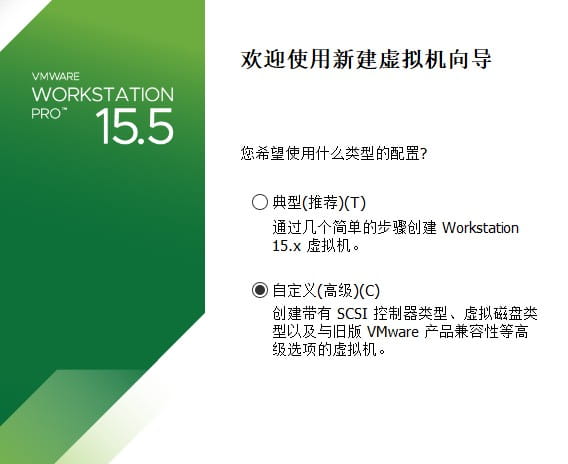 VMWARE
WORKSTATION
PRO™
15.5
欢迎使用新建虚拟机向导
您希望使用什么类型的配置?
典型(推荐)(T)
通过几个简单的步骤创建 Workstation
15.x 虚拟机。
自定义(高级)(C)
创建带有 SCSI 控制器类型、虚拟磁盘类
型以及与旧版 VMware 产品兼容性等高
级选项的虚拟机。